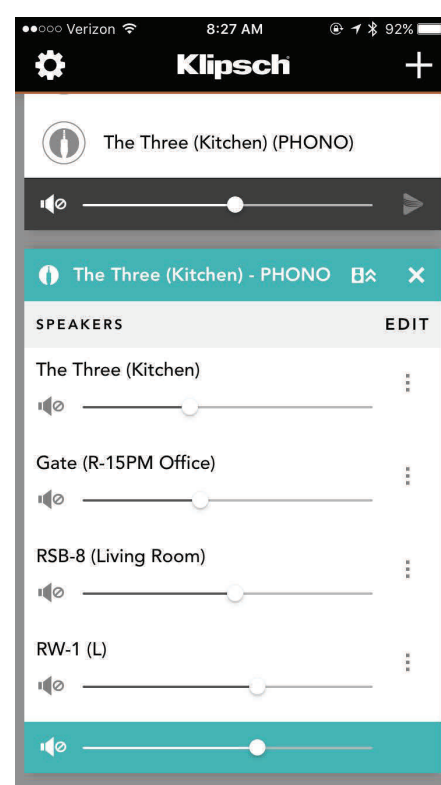 Verizon 8:27 AM 92%
Klipsch
The Three (Kitchen) (PHONO)
The Three (Kitchen) - PHONO
SPEAKERS EDIT
The Three (Kitchen)
Gate (R-15PM Office)
RSB-8 (Living Room)
RW-1 (L)